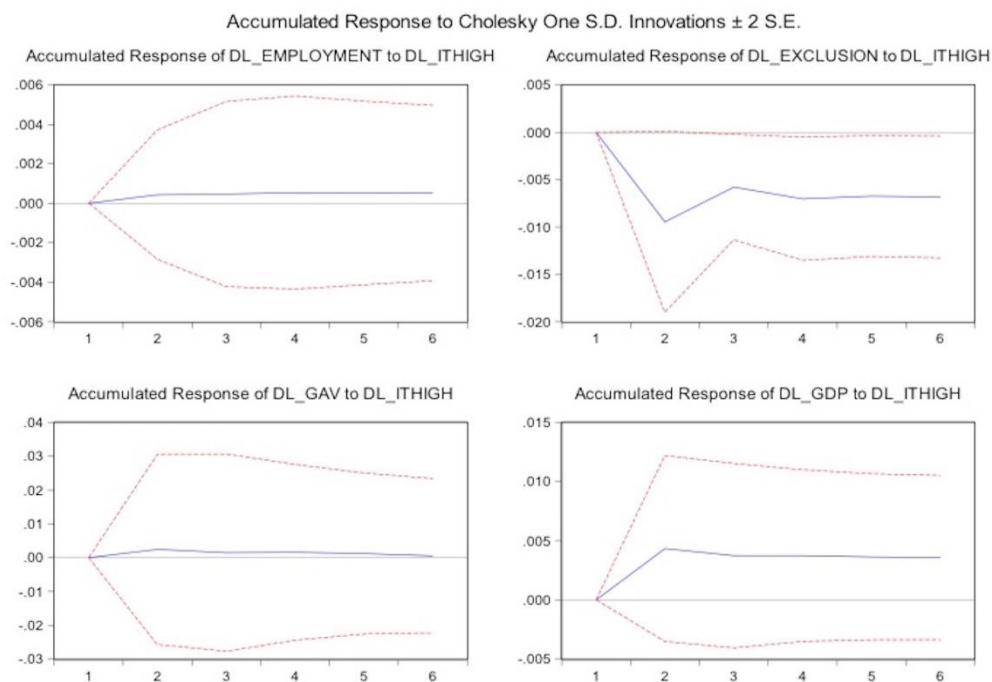 Accumulated Response to Cholesky One S.D. Innovations ± 2 S.E.
Accumulated Response of DL_EMPLOYMENT to DL_ITHIGH
.006
.004
.002
.000
-.002
-.004
-.006
1 2 3 4 5 6
Accumulated Response of DL_EXCLUSION to DL_ITHIGH
.005
.000
-.005
-.010
-.015
-.020
1 2 3 4 5 6
Accumulated Response of DL_GAV to DL_ITHIGH
.04
.03
.02
.01
.00
-.01
-.02
-.03
1 2 3 4 5 6
Accumulated Response of DL_GDP to DL_ITHIGH
.015
.010
.005
.000
-.005
1 2 3 4 5 6